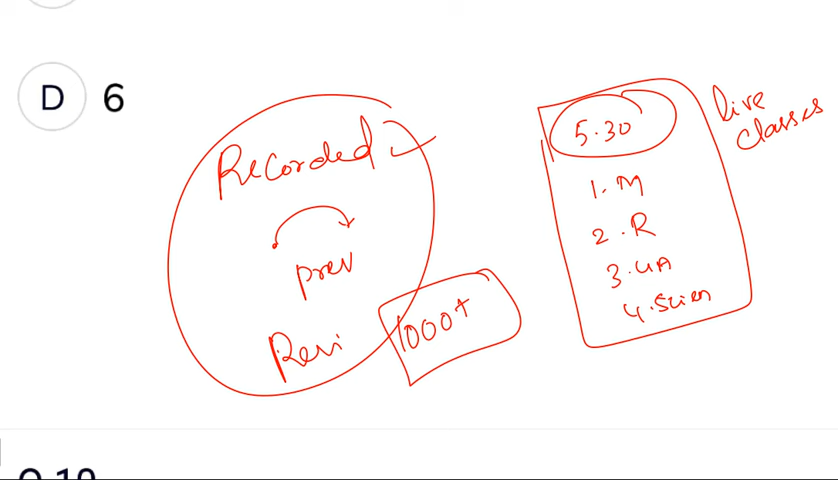 D 6
Recorded
prev
Revi
1000+
5.30
1. M
2. R
3. GA
4. Scien
live
classes